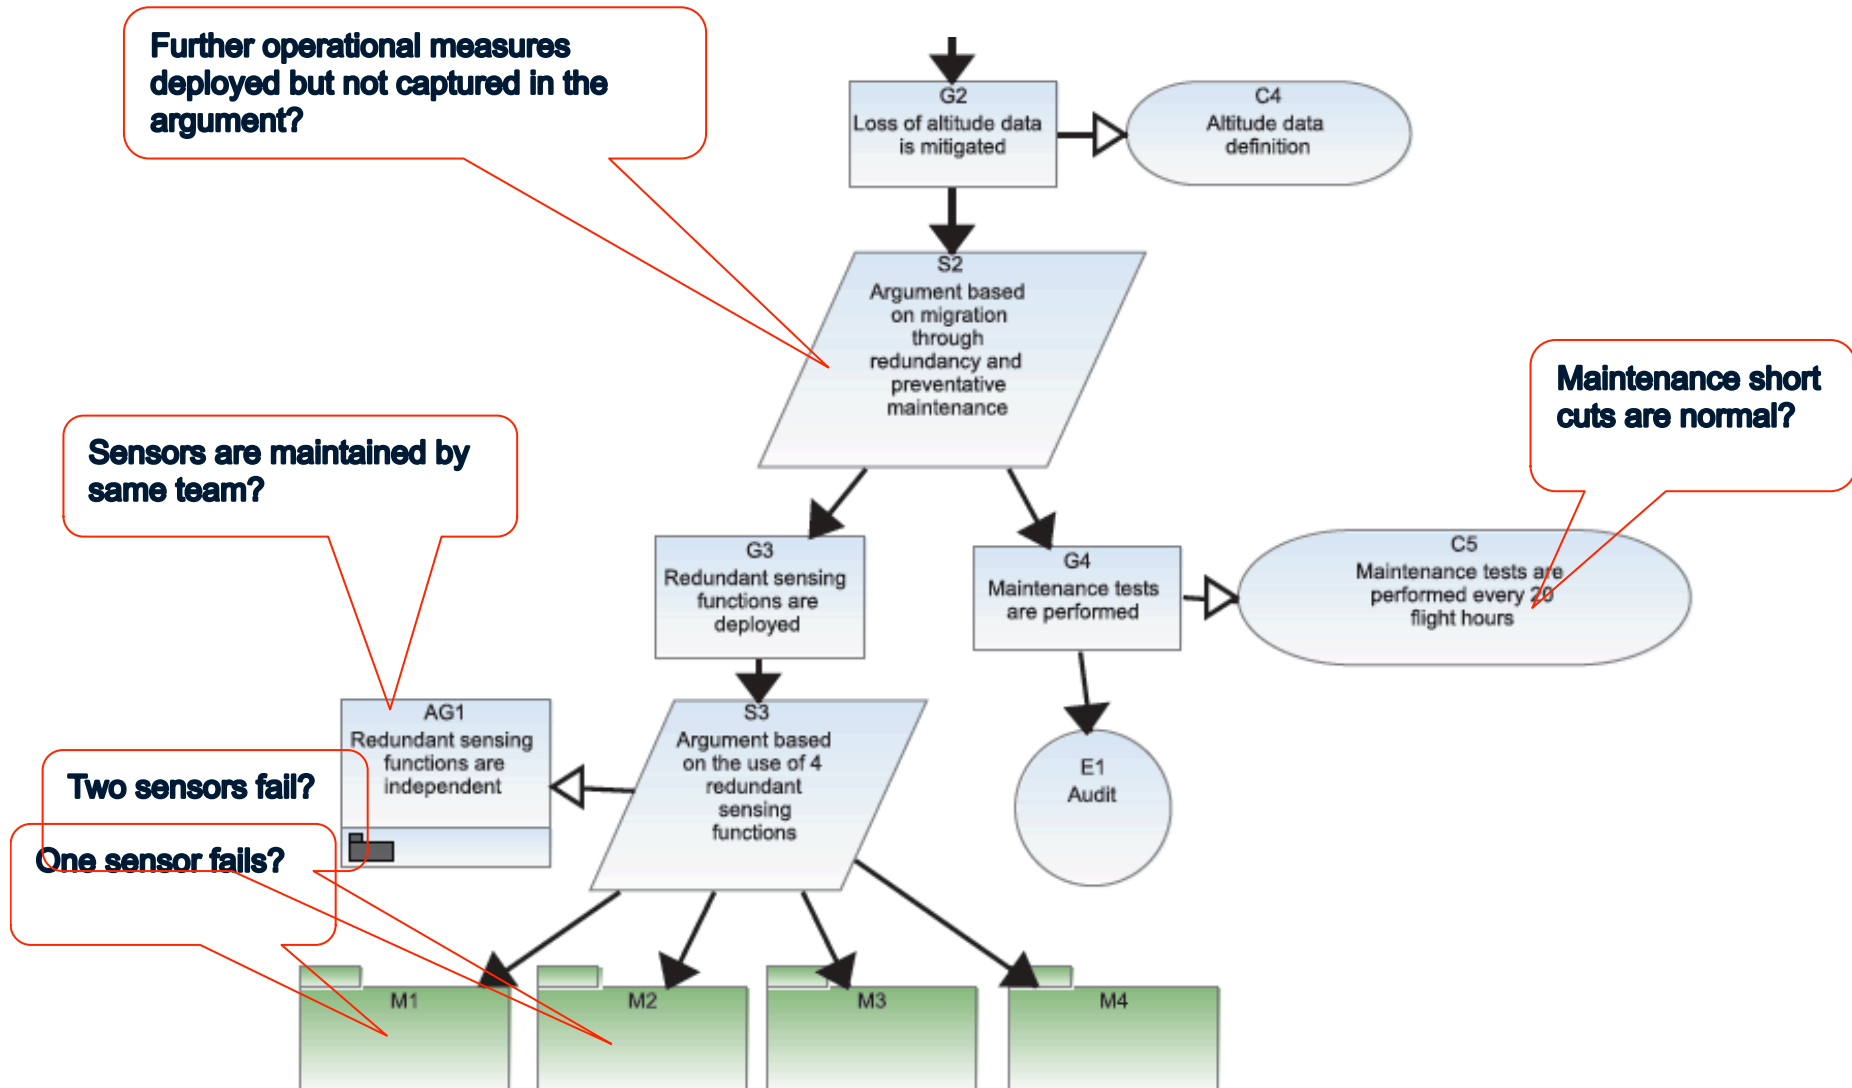 Further operational measures
deployed but not captured in the
argument?
G2
Loss of altitude data
is mitigated
C4
Altitude data
definition
S2
Argument based
on migration
through
redundancy and
preventative
maintenance
Maintenance short
cuts are normal?
Sensors are maintained by
same team?
G3
Redundant sensing
functions are
deployed
G4
Maintenance tests
are performed
C5
Maintenance tests are
performed every 20
flight hours
AG1
Redundant sensing
functions are
independent
S3
Argument based
on the use of 4
redundant
sensing
functions
E1
Audit
Two sensors fail?
One sensor fails?
M1
M2
M3
M4